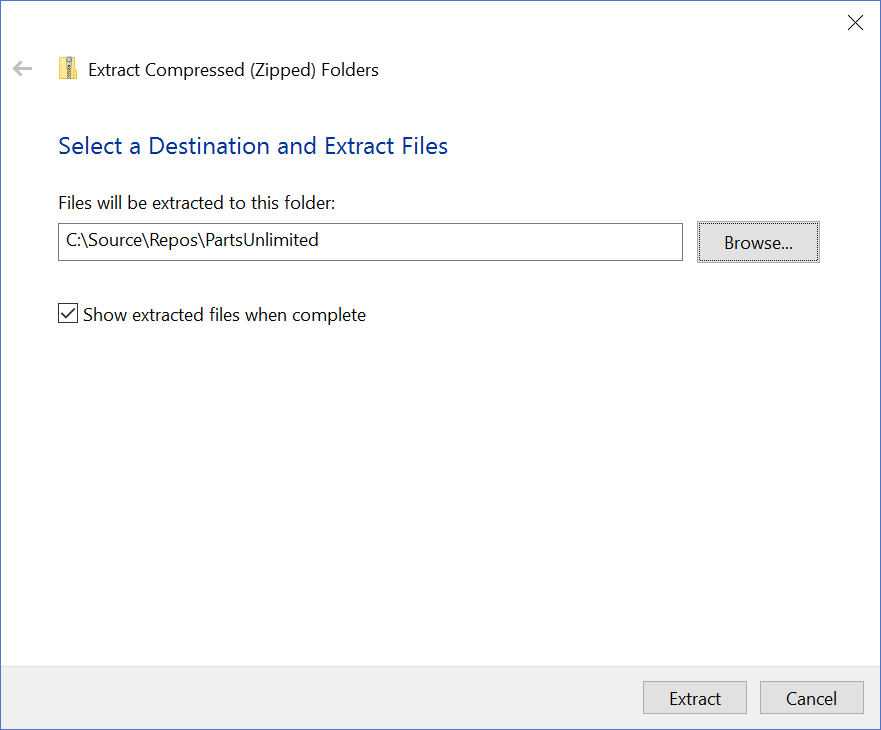 Extract Compressed (Zipped) Folders
Select a Destination and Extract Files
Files will be extracted to this folder:
C:\Source\Repos\PartsUnlimited
Browse...
Show extracted files when complete
Extract
Cancel